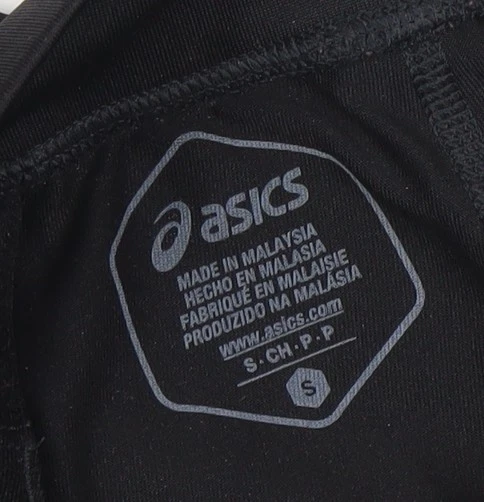 asics
MADE IN MALAYSIA
HECHO EN MALASIA
FABRIQUÉ EN MALAISIE
PRODUZIDO NA MALÁSIA
www.asics.com
S·CH·P·P
S